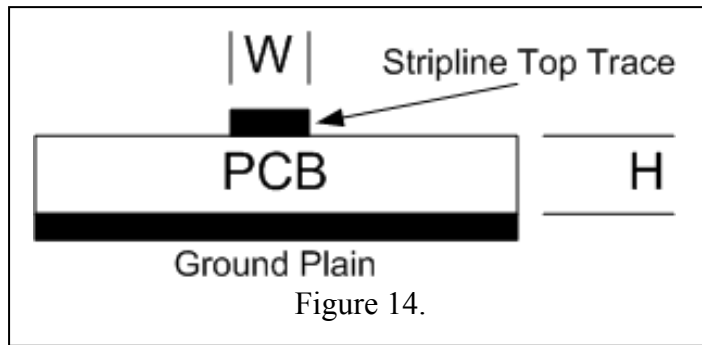 |W|
Stripline Top Trace
PCB
H
Ground Plain
Figure 14.